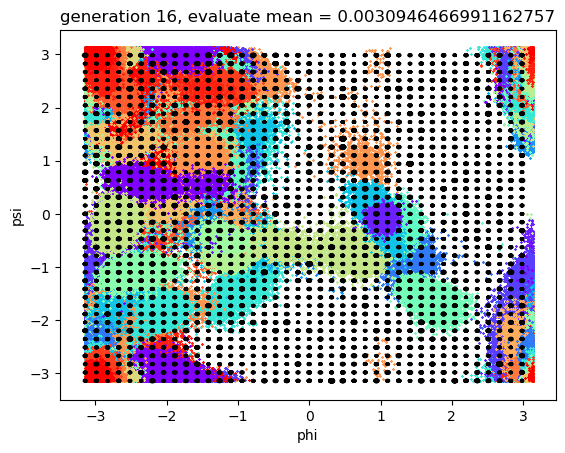 generation 16, evaluate mean = 0.0030946466991162757
3
2
1
0
−1
−2
−3
psi
−3 −2 −1 0 1 2 3
phi